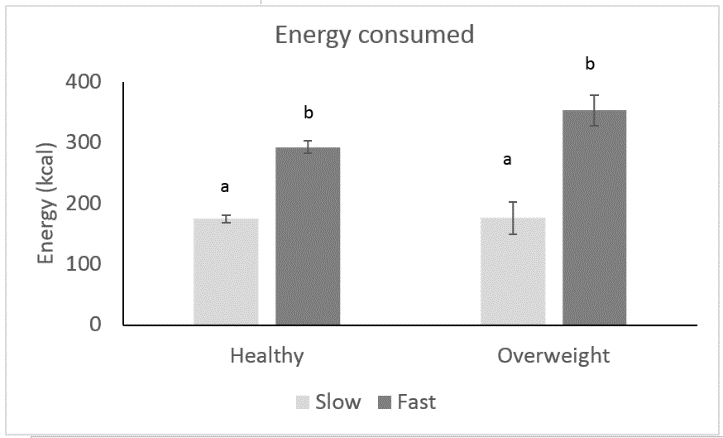 Energy consumed
Energy (kcal)
400
300
200
100
0
a
b
a
b
Healthy
Overweight
Slow
Fast